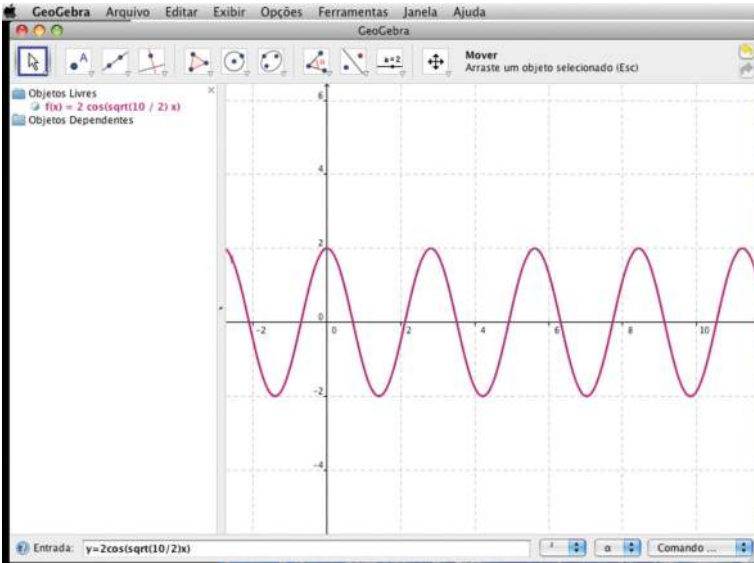 GeoGebra Arquivo Editar Exibir Opções Ferramentas Janela Ajuda
GeoGebra
A
a=2
Mover
Arraste um objeto selecionado (Esc)
Objetos Livres
f(x) = 2 cos(sqrt(10 / 2) x)
Objetos Dependentes
6
4
2
0
-2 0 2 4 6 8 10
-2
-4
Entrada: y=2cos(sqrt(10/2)x) ² α Comando ...